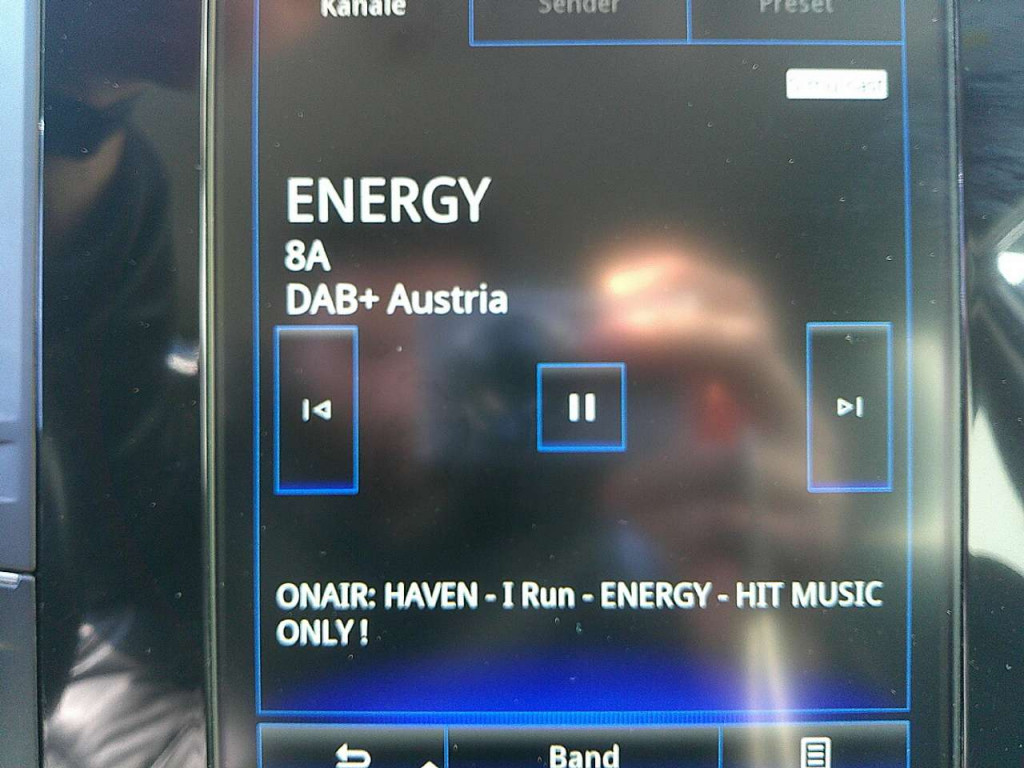 Kanäle
Sender
Preset
ENERGY
8A
DAB+ Austria
ONAIR: HAVEN - I Run - ENERGY - HIT MUSIC
ONLY !
Band